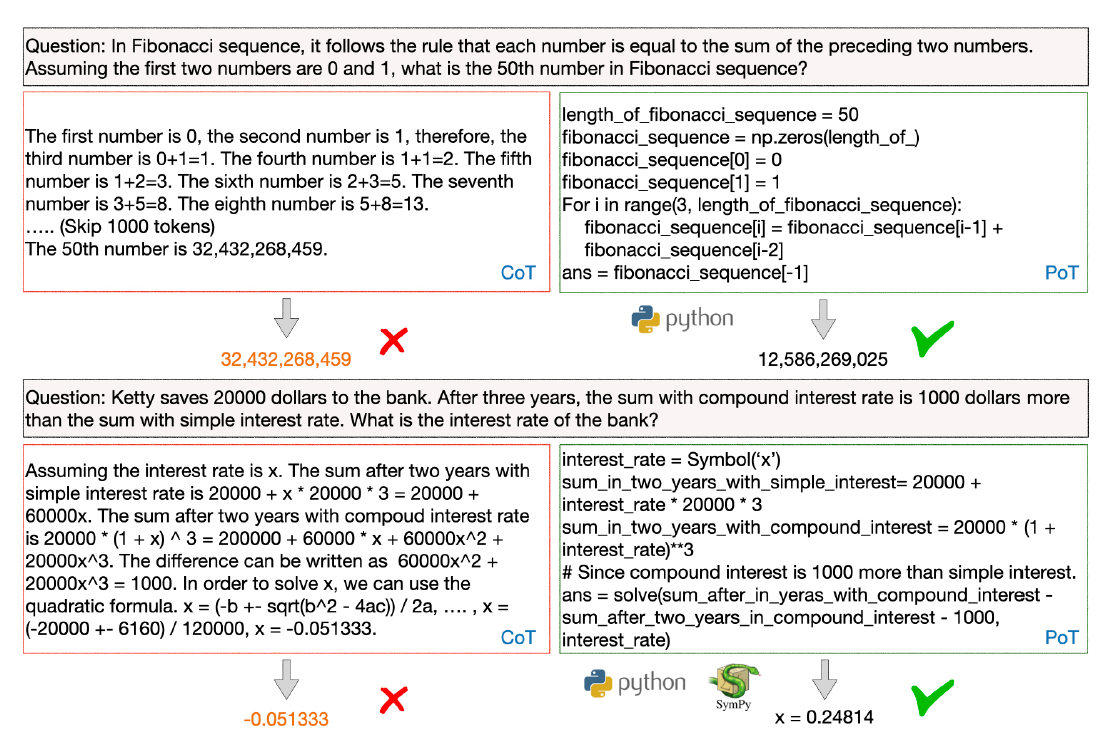 Question: In Fibonacci sequence, it follows the rule that each number is equal to the sum of the preceding two numbers.
Assuming the first two numbers are 0 and 1, what is the 50th number in Fibonacci sequence?
The first number is 0, the second number is 1, therefore, the
third number is 0+1=1. The fourth number is 1+1=2. The fifth
number is 1+2=3. The sixth number is 2+3=5. The seventh
number is 3+5=8. The eighth number is 5+8=13.
..... (Skip 1000 tokens)
The 50th number is 32,432,268,459.
CoT
length_of_fibonacci_sequence = 50
fibonacci_sequence = np.zeros(length_of_)
fibonacci_sequence[0] = 0
fibonacci_sequence[1] = 1
For i in range(3, length_of_fibonacci_sequence):
fibonacci_sequence[i] = fibonacci_sequence[i-1] +
fibonacci_sequence[i-2]
ans = fibonacci_sequence[-1]
PoT
32,432,268,459
python
12,586,269,025
Question: Ketty saves 20000 dollars to the bank. After three years, the sum with compound interest rate is 1000 dollars more
than the sum with simple interest rate. What is the interest rate of the bank?
Assuming the interest rate is x. The sum after two years with
simple interest rate is 20000 + x * 20000 * 3 = 20000 +
60000x. The sum after two years with compoud interest rate
is 20000 * (1 + x) ^ 3 = 200000 + 60000 * x + 60000x^2 +
20000x^3. The difference can be written as  60000x^2 +
20000x^3 = 1000. In order to solve x, we can use the
quadratic formula. x = (-b +- sqrt(b^2 - 4ac)) / 2a, .... , x =
(-20000 +- 6160) / 120000, x = -0.051333.
CoT
interest_rate = Symbol(‘x’)
sum_in_two_years_with_simple_interest= 20000 +
interest_rate * 20000 * 3
sum_in_two_years_with_compound_interest = 20000 * (1 +
interest_rate)**3
# Since compound interest is 1000 more than simple interest.
ans = solve(sum_after_in_yeras_with_compound_interest -
sum_after_two_years_in_compound_interest - 1000,
interest_rate)
PoT
-0.051333
python
SymPy
x = 0.24814